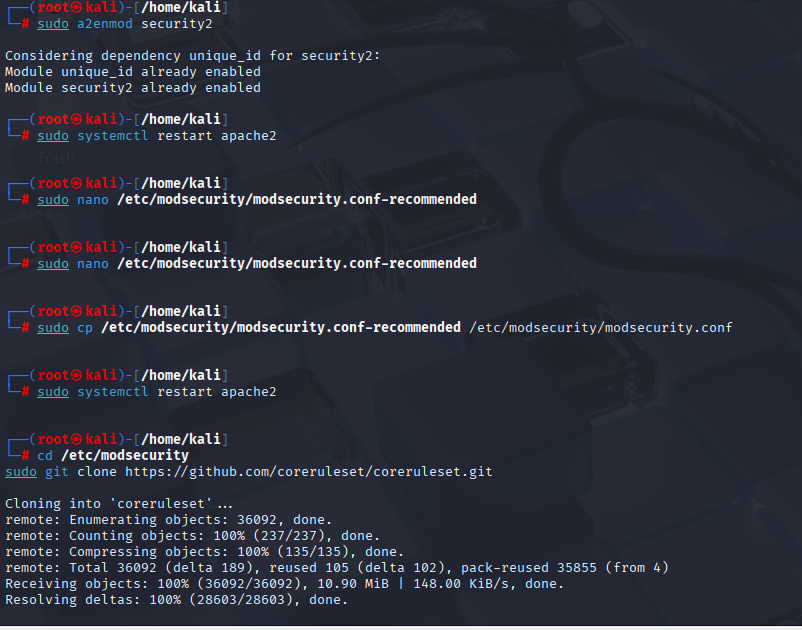 ┌──(root㉿kali)-[/home/kali]
└─# sudo a2enmod security2
Considering dependency unique_id for security2:
Module unique_id already enabled
Module security2 already enabled
┌──(root㉿kali)-[/home/kali]
└─# sudo systemctl restart apache2
Trash
┌──(root㉿kali)-[/home/kali]
└─# sudo nano /etc/modsecurity/modsecurity.conf-recommended
┌──(root㉿kali)-[/home/kali]
└─# sudo nano /etc/modsecurity/modsecurity.conf-recommended
┌──(root㉿kali)-[/home/kali]
└─# sudo cp /etc/modsecurity/modsecurity.conf-recommended /etc/modsecurity/modsecurity.conf
┌──(root㉿kali)-[/home/kali]
└─# sudo systemctl restart apache2
┌──(root㉿kali)-[/home/kali]
└─# cd /etc/modsecurity
sudo git clone https://github.com/coreruleset/coreruleset.git
Cloning into 'coreruleset'...
remote: Enumerating objects: 36092, done.
remote: Counting objects: 100% (237/237), done.
remote: Compressing objects: 100% (135/135), done.
remote: Total 36092 (delta 189), reused 105 (delta 102), pack-reused 35855 (from 4)
Receiving objects: 100% (36092/36092), 10.90 MiB | 148.00 KiB/s, done.
Resolving deltas: 100% (28603/28603), done.